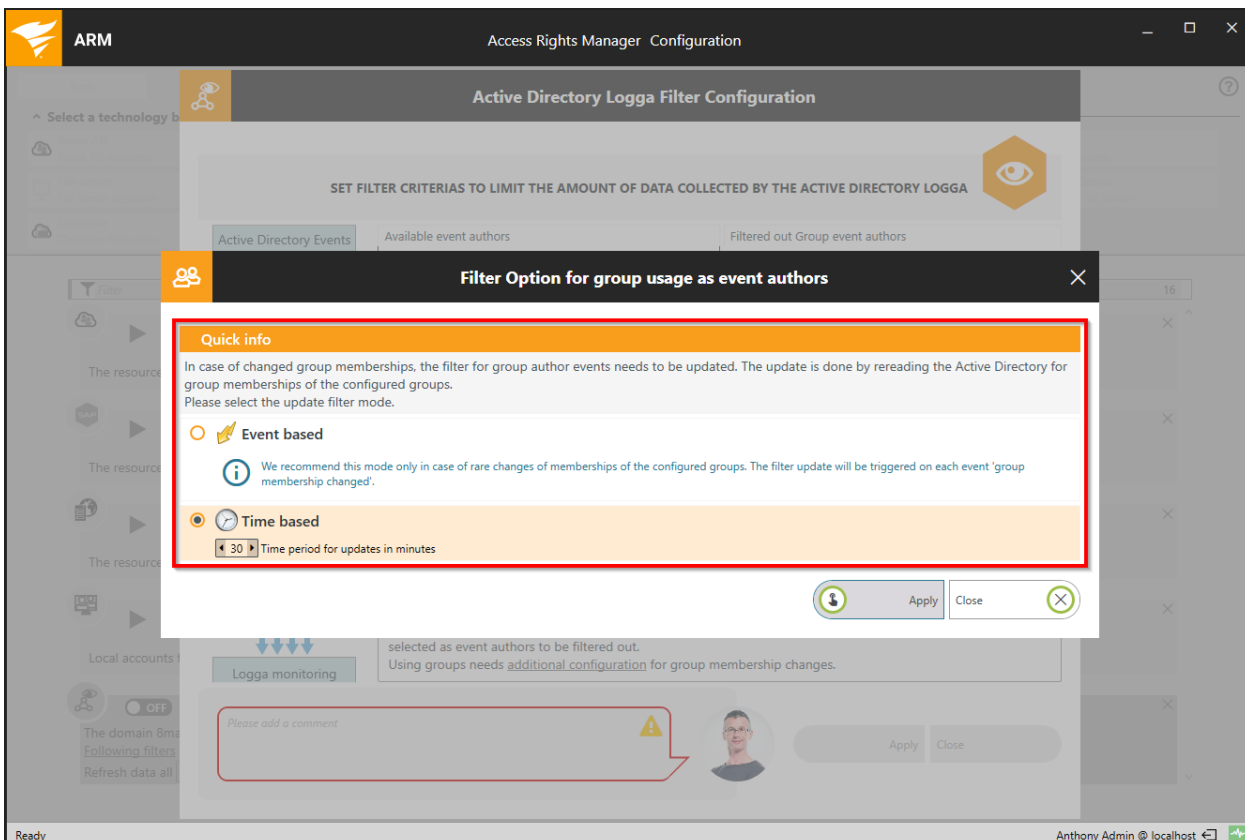 ARM
Access Rights Manager Configuration
Active Directory Logga Filter Configuration
Select a technology b
SET FILTER CRITERIAS TO LIMIT THE AMOUNT OF DATA COLLECTED BY THE ACTIVE DIRECTORY LOGGA
Active Directory Events
Available event authors
Filtered out Group event authors
Filter Option for group usage as event authors
Filter
16
Quick info
In case of changed group memberships, the filter for group author events needs to be updated. The update is done by rereading the Active Directory for
group memberships of the configured groups.
Please select the update filter mode.
The resource
Event based
We recommend this mode only in case of rare changes of memberships of the configured groups. The filter update will be triggered on each event 'group
membership changed'.
SAP
The resource
Time based
30 Time period for updates in minutes
The resource
Apply
Close
selected as event authors to be filtered out.
Using groups needs additional configuration for group membership changes.
Local accounts f
Logga monitoring
OFF
Please add a comment
The domain 8ma
Following filters
Refresh data all
Apply
Close
Ready
Anthony Admin @ localhost